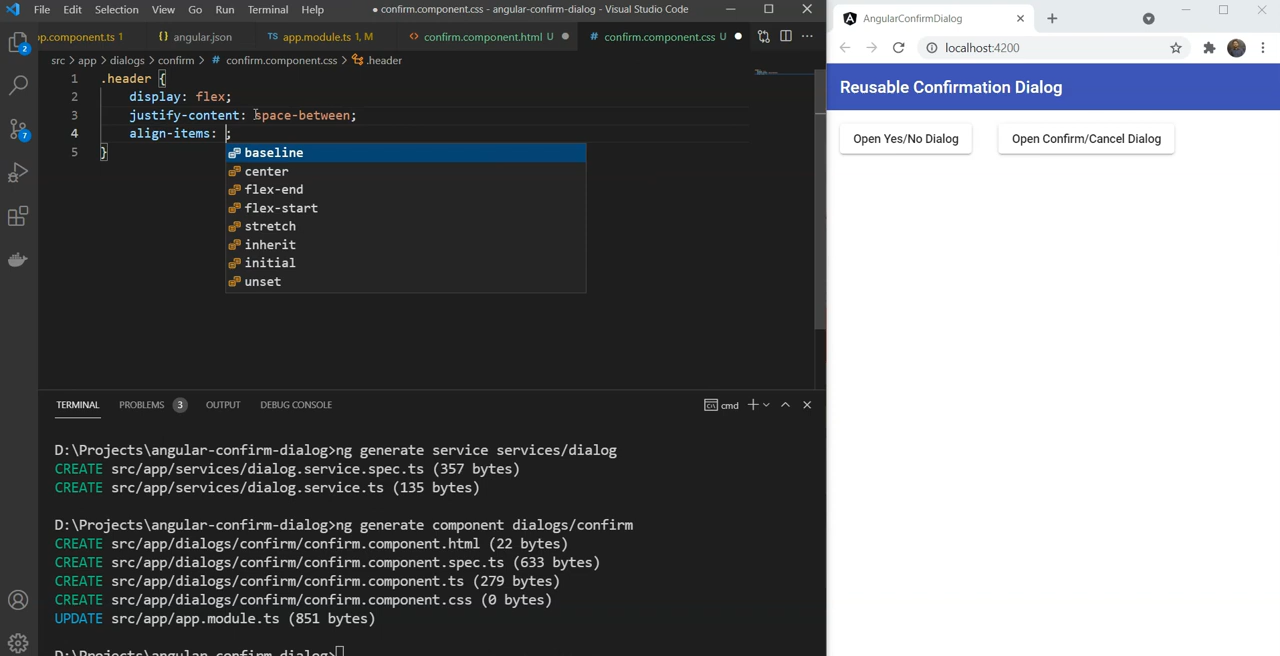 File Edit Selection View Go Run Terminal Help
● confirm.component.css - angular-confirm-dialog - Visual Studio Code
AngularConfirmDialog
localhost:4200
pp.component.ts 1
{} angular.json
TS app.module.ts 1, M
<> confirm.component.html U
# confirm.component.css U
src > app > dialogs > confirm > # confirm.component.css > .header
1 .header {
2 display: flex;
3 justify-content: space-between;
4 align-items: ;
5 }
baseline
center
flex-end
flex-start
stretch
inherit
initial
unset
2
7
Reusable Confirmation Dialog
Open Yes/No Dialog
Open Confirm/Cancel Dialog
TERMINAL PROBLEMS 3 OUTPUT DEBUG CONSOLE
cmd
D:\Projects\angular-confirm-dialog>ng generate service services/dialog
CREATE src/app/services/dialog.service.spec.ts (357 bytes)
CREATE src/app/services/dialog.service.ts (135 bytes)
D:\Projects\angular-confirm-dialog>ng generate component dialogs/confirm
CREATE src/app/dialogs/confirm/confirm.component.html (22 bytes)
CREATE src/app/dialogs/confirm/confirm.component.spec.ts (633 bytes)
CREATE src/app/dialogs/confirm/confirm.component.ts (279 bytes)
CREATE src/app/dialogs/confirm/confirm.component.css (0 bytes)
UPDATE src/app/app.module.ts (851 bytes)
D:\Projects\angular-confirm-dialog>